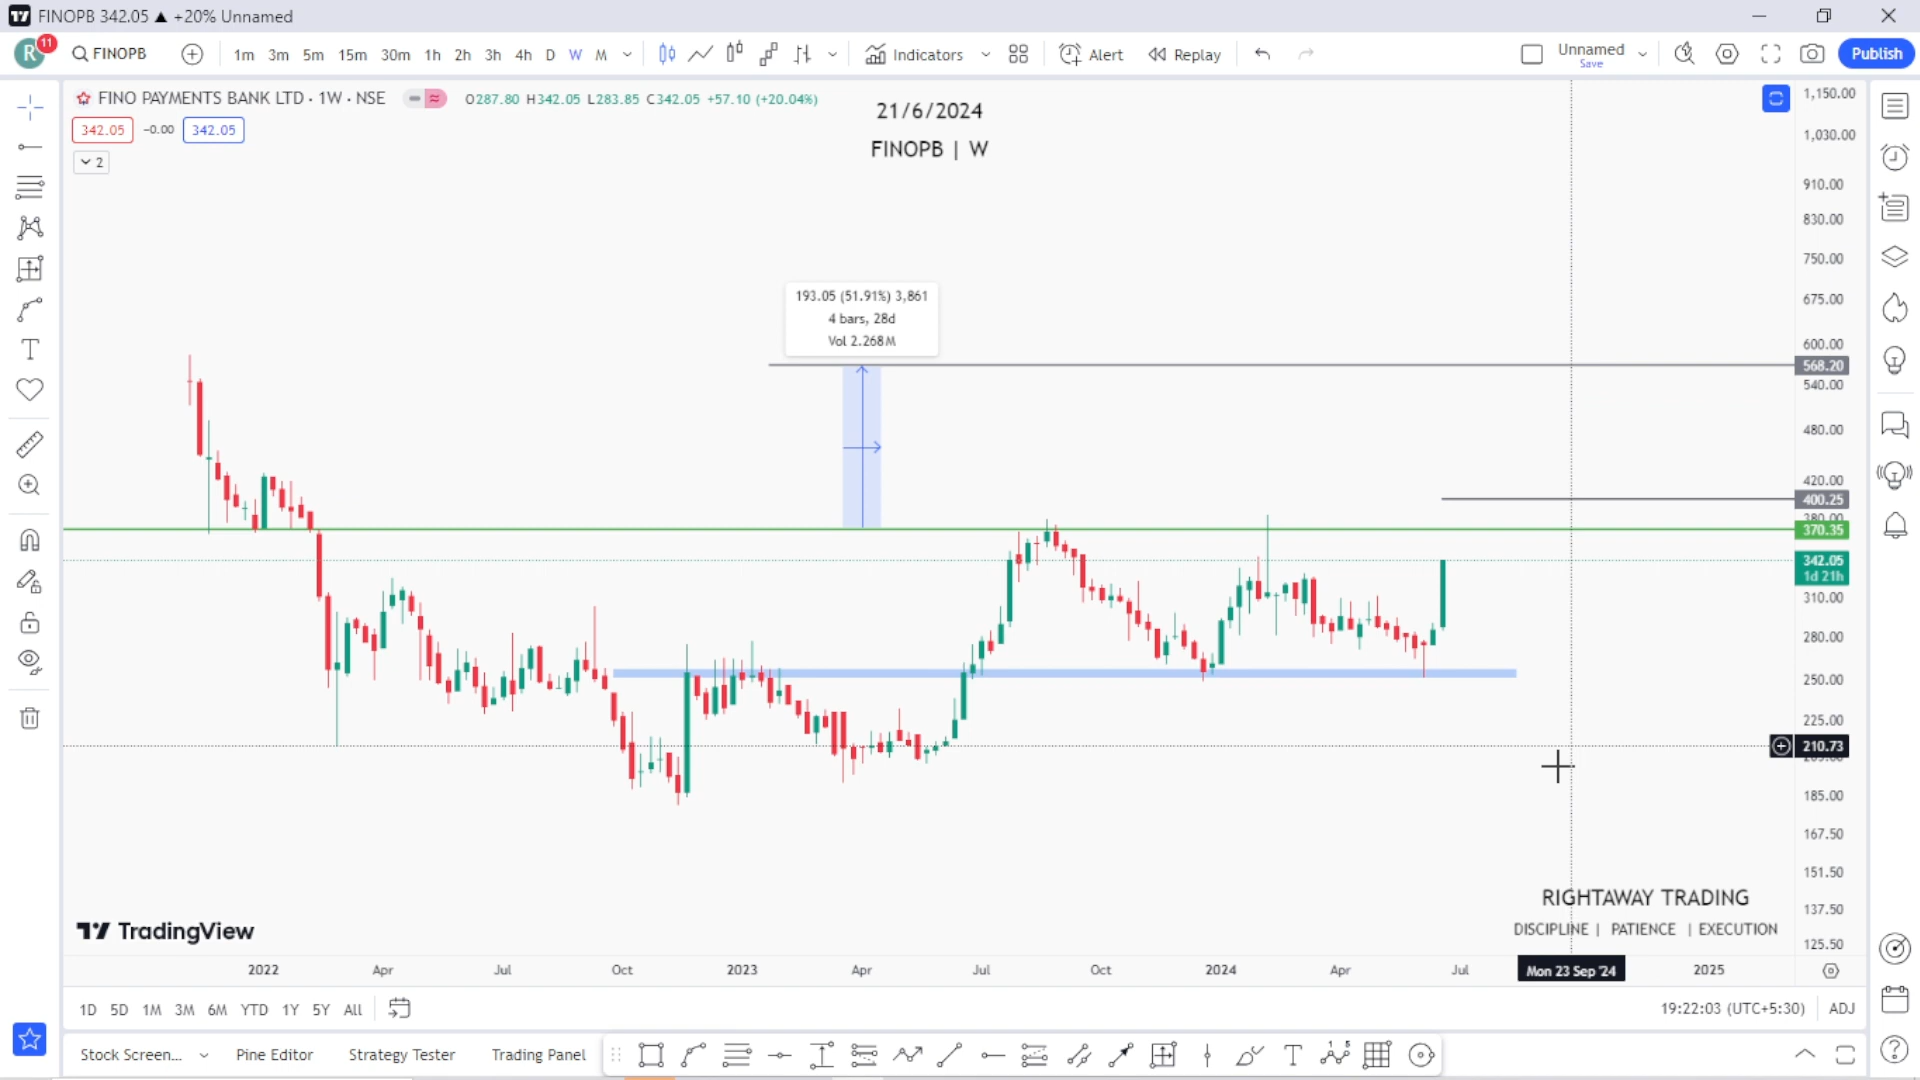 FINOPB 342.05 ▲ +20% Unnamed
R 11 FINOPB 1m 3m 5m 15m 30m 1h 2h 3h 4h D W M Indicators Alert Replay Unnamed Save Publish
FINO PAYMENTS BANK LTD · 1W · NSE O287.80 H342.05 L283.85 C342.05 +57.10 (+20.04%)
342.05 −0.00 342.05
2
21/6/2024
FINOPB | W
193.05 (51.91%) 3,861
4 bars, 28d
Vol 2.268M
1,150.00
1,030.00
910.00
830.00
750.00
675.00
600.00
568.20
540.00
480.00
420.00
400.25
380.00
370.35
342.05
1d 21h
310.00
280.00
250.00
225.00
210.73
185.00
167.50
151.50
137.50
125.50
RIGHTAWAY TRADING
DISCIPLINE | PATIENCE | EXECUTION
TradingView
2022 Apr Jul Oct 2023 Apr Jul Oct 2024 Apr Jul Mon 23 Sep '24 2025
1D 5D 1M 3M 6M YTD 1Y 5Y All 19:22:03 (UTC+5:30) ADJ
Stock Screen... Pine Editor Strategy Tester Trading Panel